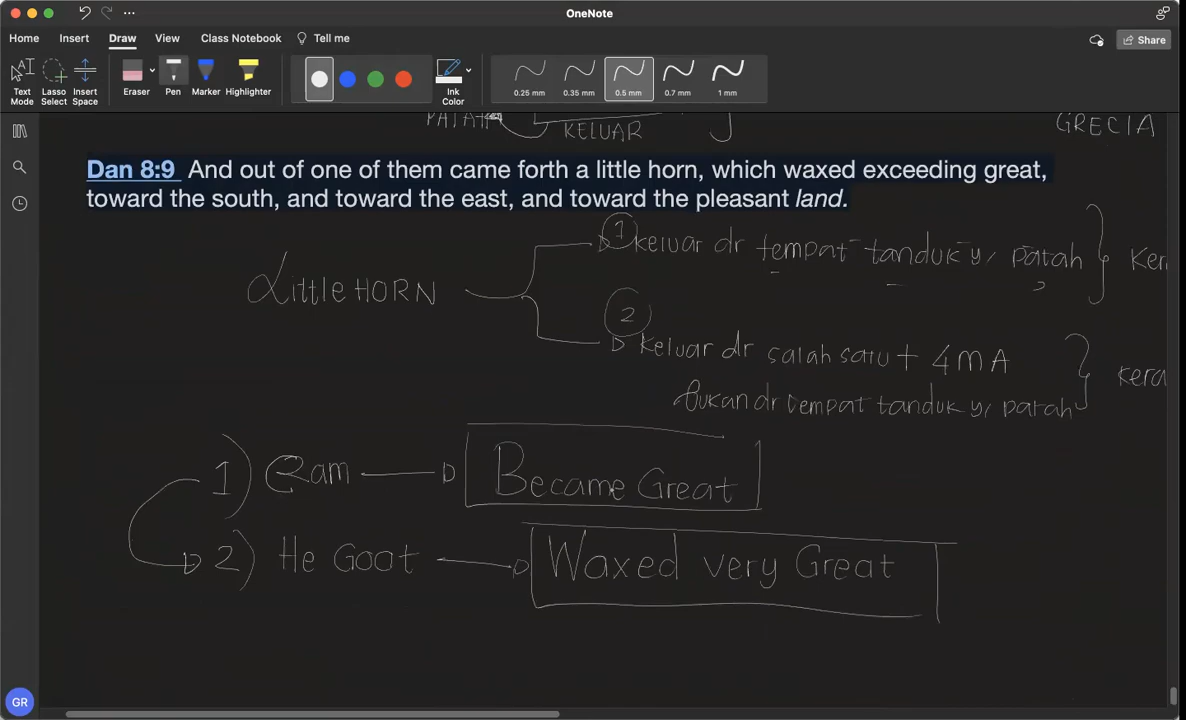 OneNote
Home Insert Draw View Class Notebook Tell me
Share
Text Mode
Lasso Select
Insert Space
Eraser
Pen
Marker
Highlighter
Ink Color
0.25 mm 0.35 mm 0.5 mm 0.7 mm 1 mm
PATAH
KELUAR
GRECIA
Dan 8:9 And out of one of them came forth a little horn, which waxed exceeding great,
toward the south, and toward the east, and toward the pleasant land.
1 keluar dr tempat tanduk y, patah
Little HORN
2
keluar dr salah satu + 4 m A
bukan dr tempat tanduk y, patah
1) Ram Became Great
2) He Goat Waxed very Great
GR